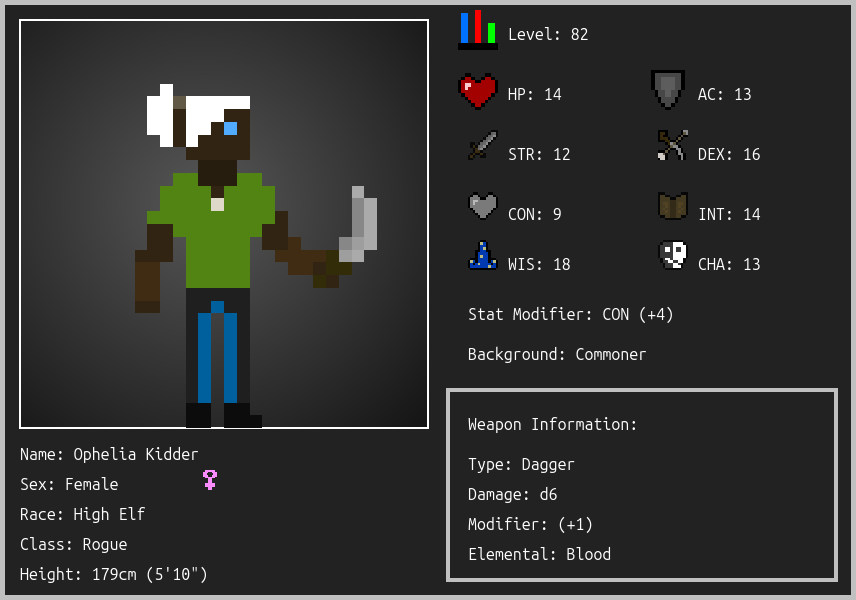 Level: 82
HP: 14 AC: 13
STR: 12 DEX: 16
CON: 9 INT: 14
WIS: 18 CHA: 13
Stat Modifier: CON (+4)
Background: Commoner
Weapon Information:
Type: Dagger
Damage: d6
Modifier: (+1)
Elemental: Blood
Name: Ophelia Kidder
Sex: Female
Race: High Elf
Class: Rogue
Height: 179cm (5'10")